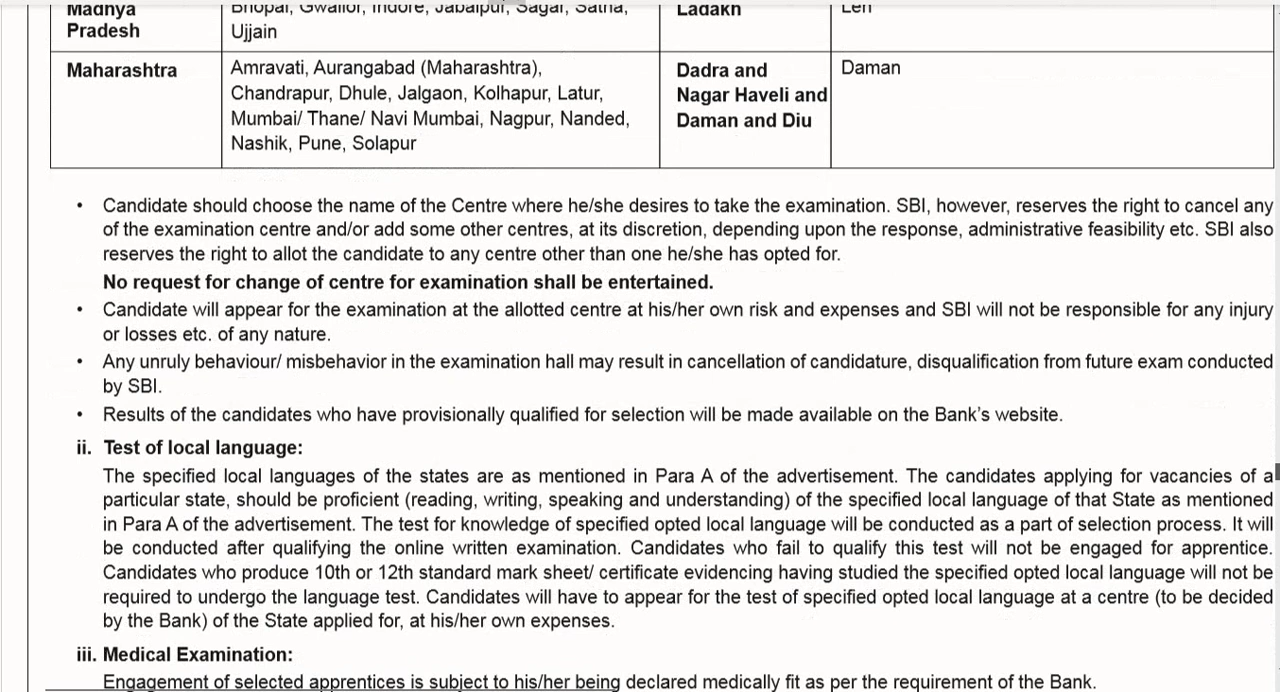 Madhya Bhopal, Gwalior, Indore, Jabalpur, Sagar, Satna, Ladakh Leh
Pradesh Ujjain
Maharashtra Amravati, Aurangabad (Maharashtra), Dadra and Daman
Chandrapur, Dhule, Jalgaon, Kolhapur, Latur, Nagar Haveli and
Mumbai/ Thane/ Navi Mumbai, Nagpur, Nanded, Daman and Diu
Nashik, Pune, Solapur
• Candidate should choose the name of the Centre where he/she desires to take the examination. SBI, however, reserves the right to cancel any
of the examination centre and/or add some other centres, at its discretion, depending upon the response, administrative feasibility etc. SBI also
reserves the right to allot the candidate to any centre other than one he/she has opted for.
No request for change of centre for examination shall be entertained.
• Candidate will appear for the examination at the allotted centre at his/her own risk and expenses and SBI will not be responsible for any injury
or losses etc. of any nature.
• Any unruly behaviour/ misbehavior in the examination hall may result in cancellation of candidature, disqualification from future exam conducted
by SBI.
• Results of the candidates who have provisionally qualified for selection will be made available on the Bank's website.
ii. Test of local language:
The specified local languages of the states are as mentioned in Para A of the advertisement. The candidates applying for vacancies of a
particular state, should be proficient (reading, writing, speaking and understanding) of the specified local language of that State as mentioned
in Para A of the advertisement. The test for knowledge of specified opted local language will be conducted as a part of selection process. It will
be conducted after qualifying the online written examination. Candidates who fail to qualify this test will not be engaged for apprentice.
Candidates who produce 10th or 12th standard mark sheet/ certificate evidencing having studied the specified opted local language will not be
required to undergo the language test. Candidates will have to appear for the test of specified opted local language at a centre (to be decided
by the Bank) of the State applied for, at his/her own expenses.
iii. Medical Examination:
Engagement of selected apprentices is subject to his/her being declared medically fit as per the requirement of the Bank.